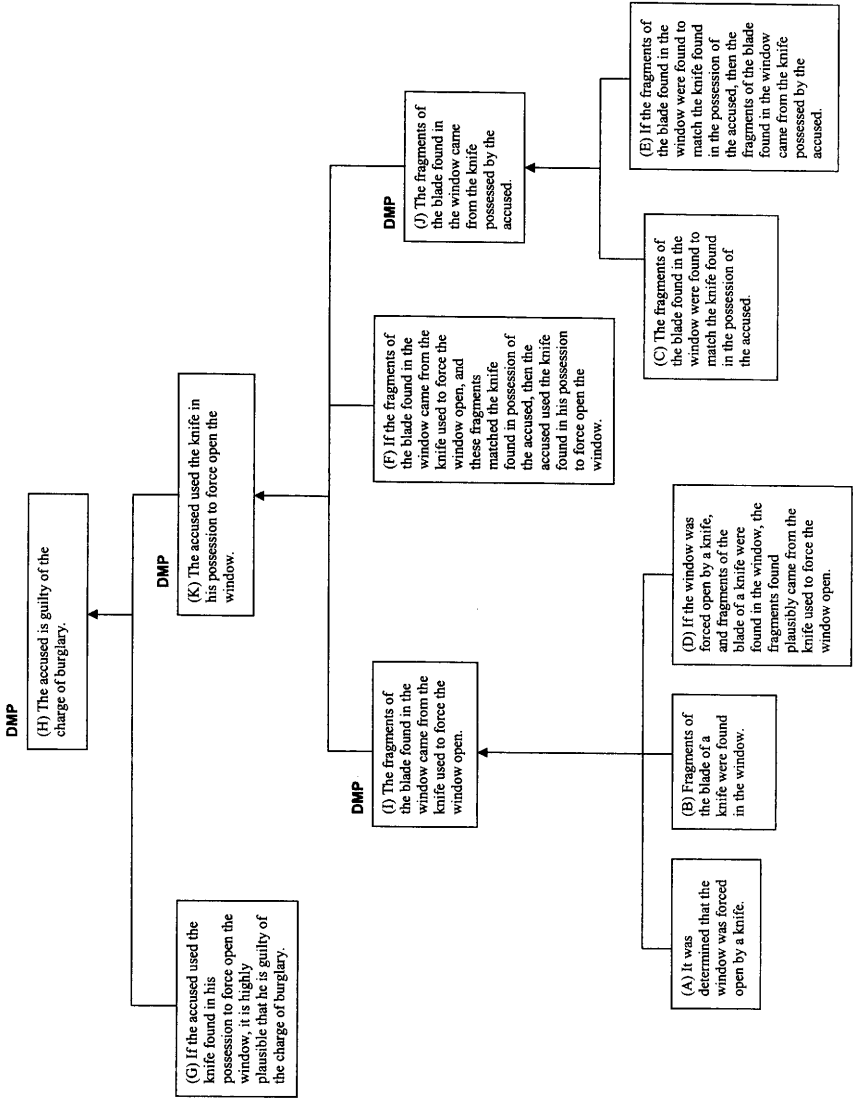 DMP
(H) The accused is guilty of the
charge of burglary.
(G) If the accused used the
knife found in his
possession to force open the
window, it is highly
plausible that he is guilty of
the charge of burglary.
DMP
(K) The accused used the knife in
his possession to force open the
window.
DMP
(I) The fragments of
the blade found in the
window came from the
knife used to force the
window open.
(F) If the fragments of
the blade found in the
window came from the
knife used to force the
window open, and
these fragments
matched the knife
found in possession of
the accused, then the
accused used the knife
found in his possession
to force open the
window.
DMP
(J) The fragments of
the blade found in
the window came
from the knife
possessed by the
accused.
(A) It was
determined that the
window was forced
open by a knife.
(B) Fragments of
the blade of a
knife were found
in the window.
(D) If the window was
forced open by a knife,
and fragments of the
blade of a knife were
found in the window, the
fragments found
plausibly came from the
knife used to force the
window open.
(C) The fragments of
the blade found in the
window were found to
match the knife found
in the possession of
the accused.
(E) If the fragments of
the blade found in the
window were found to
match the knife found
in the possession of
the accused, then the
fragments of the blade
found in the window
came from the knife
possessed by the
accused.